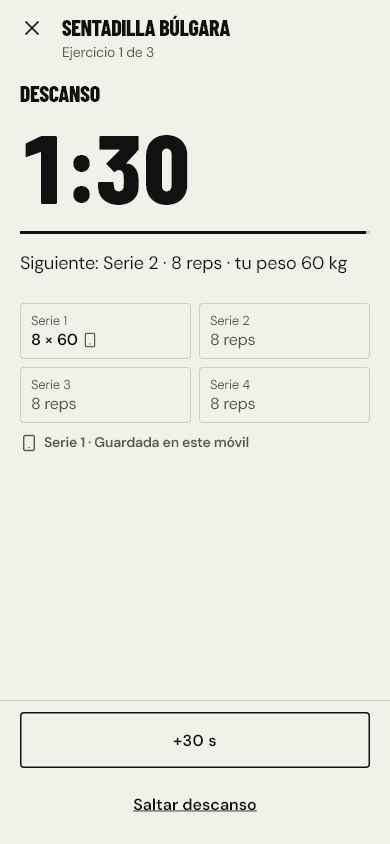 SENTADILLA BÚLGARA
Ejercicio 1 de 3
DESCANSO
1:30
Siguiente: Serie 2 · 8 reps · tu peso 60 kg
Serie 1
8 × 60
Serie 2
8 reps
Serie 3
8 reps
Serie 4
8 reps
Serie 1 · Guardada en este móvil
+30 s
Saltar descanso